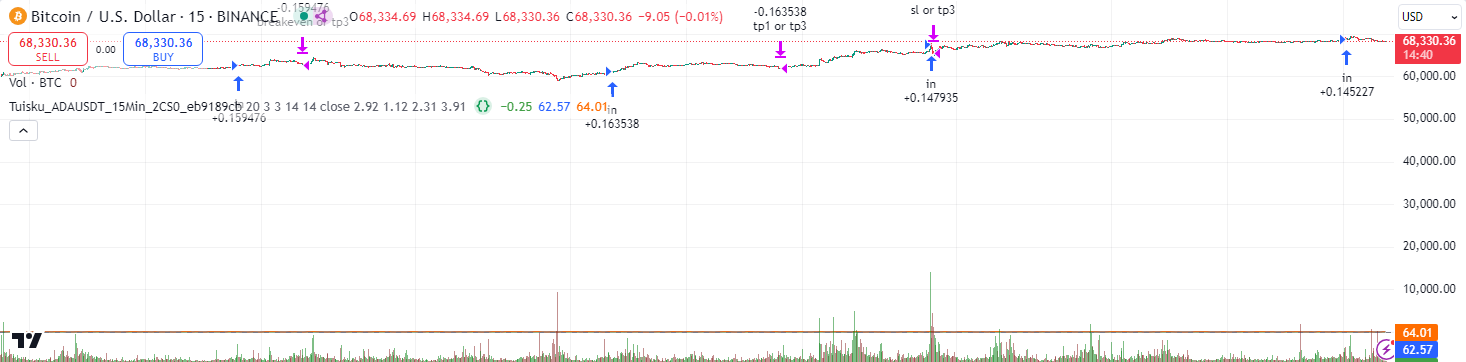 Bitcoin / U.S. Dollar · 15 · BINANCE O68,334.69 H68,334.69 L68,330.36 C68,330.36 −9.05 (−0.01%)
USD
-0.159476
breakeven or tp3
-0.163538
tp1 or tp3
sl or tp3
68,330.36
SELL
0.00
68,330.36
BUY
68,330.36
14:40
60,000.00
Vol · BTC 0
Tuisku_ADAUSDT_15Min_2CS0_eb9189cb 20 3 3 14 14 close 2.92 1.12 2.31 3.91 −0.25 62.57 64.01
+0.159476
in
+0.163538
in
+0.147935
in
+0.145227
50,000.00
40,000.00
30,000.00
20,000.00
10,000.00
64.01
62.57